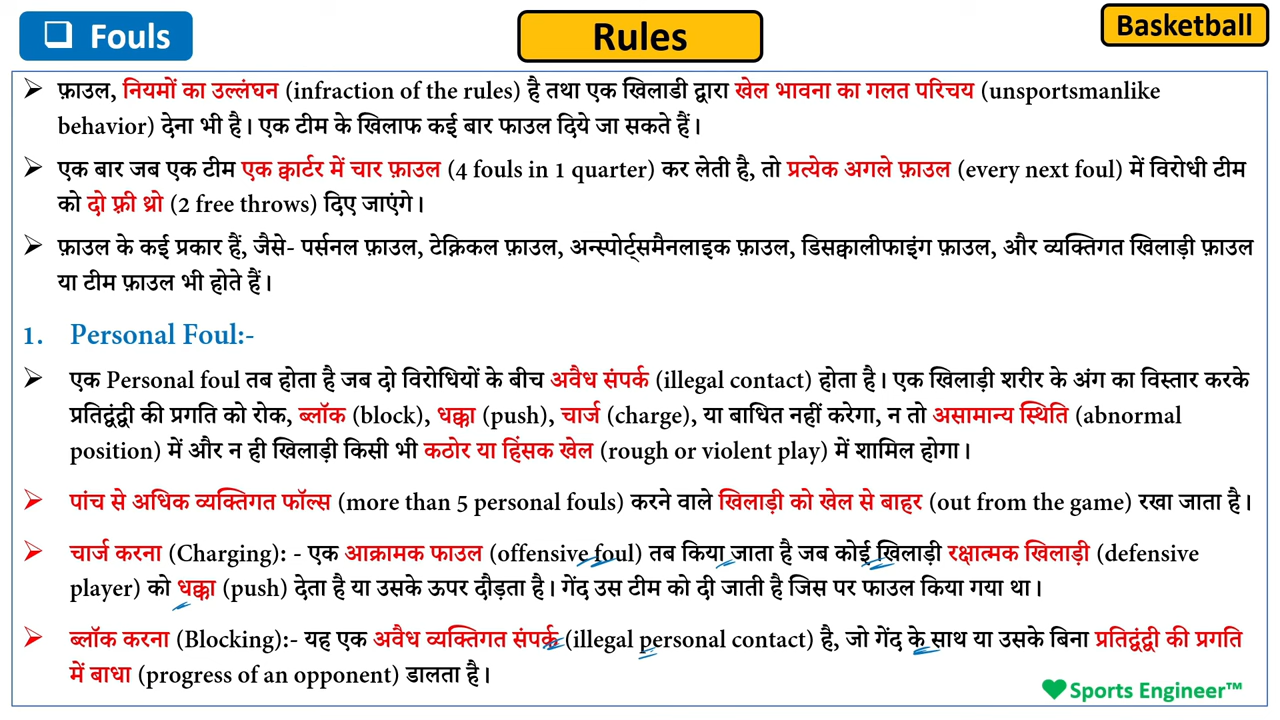 ❑ Fouls
Rules
Basketball
➢ फ़ाउल, नियमों का उल्लंघन (infraction of the rules) है तथा एक खिलाडी द्वारा खेल भावना का गलत परिचय (unsportsmanlike
behavior) देना भी है। एक टीम के खिलाफ कई बार फाउल दिये जा सकते हैं।
➢ एक बार जब एक टीम एक क्वार्टर में चार फ़ाउल (4 fouls in 1 quarter) कर लेती है, तो प्रत्येक अगले फ़ाउल (every next foul) में विरोधी टीम
को दो फ़्री थ्रो (2 free throws) दिए जाएंगे।
➢ फ़ाउल के कई प्रकार हैं, जैसे- पर्सनल फ़ाउल, टेक्निकल फ़ाउल, अन्स्पोर्ट्समैनलाइक फ़ाउल, डिसक्वालीफाइंग फ़ाउल, और व्यक्तिगत खिलाड़ी फ़ाउल
या टीम फ़ाउल भी होते हैं।
1. Personal Foul:-
➢ एक Personal foul तब होता है जब दो विरोधियों के बीच अवैध संपर्क (illegal contact) होता है। एक खिलाड़ी शरीर के अंग का विस्तार करके
प्रतिद्वंद्वी की प्रगति को रोक, ब्लॉक (block), धक्का (push), चार्ज (charge), या बाधित नहीं करेगा, न तो असामान्य स्थिति (abnormal
position) में और न ही खिलाड़ी किसी भी कठोर या हिंसक खेल (rough or violent play) में शामिल होगा।
➢ पांच से अधिक व्यक्तिगत फॉल्स (more than 5 personal fouls) करने वाले खिलाड़ी को खेल से बाहर (out from the game) रखा जाता है।
➢ चार्ज करना (Charging): - एक आक्रामक फाउल (offensive foul) तब किया जाता है जब कोई खिलाड़ी रक्षात्मक खिलाड़ी (defensive
player) को धक्का (push) देता है या उसके ऊपर दौड़ता है। गेंद उस टीम को दी जाती है जिस पर फाउल किया गया था।
➢ ब्लॉक करना (Blocking):- यह एक अवैध व्यक्तिगत संपर्क (illegal personal contact) है, जो गेंद के साथ या उसके बिना प्रतिद्वंद्वी की प्रगति
में बाधा (progress of an opponent) डालता है।
Sports Engineer™